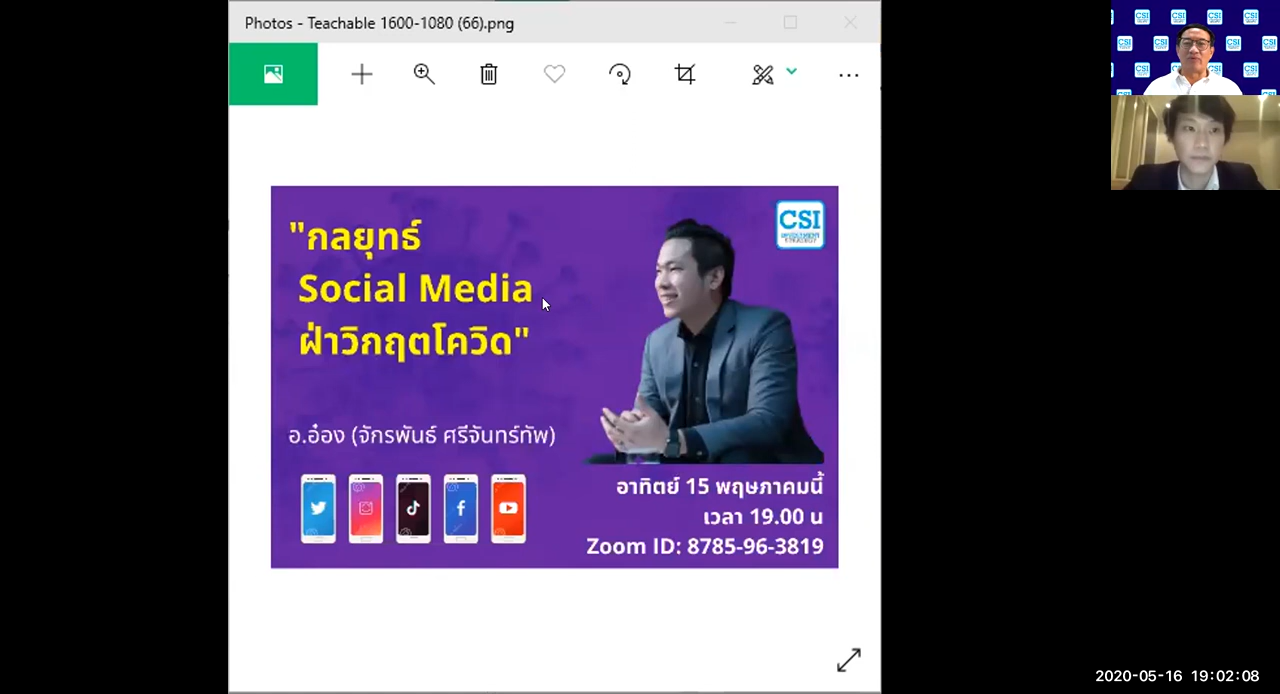 Photos - Teachable 1600-1080 (66).png
CSI
"กลยุทธ์
Social Media
ฝ่าวิกฤตโควิด"
CSI
อ.อ๋อง (จักรพันธ์ ศรีจันทร์ทัพ)
อาทิตย์ 15 พฤษภาคมนี้
เวลา 19.00 น
Zoom ID: 8785-96-3819
2020-05-16 19:02:08